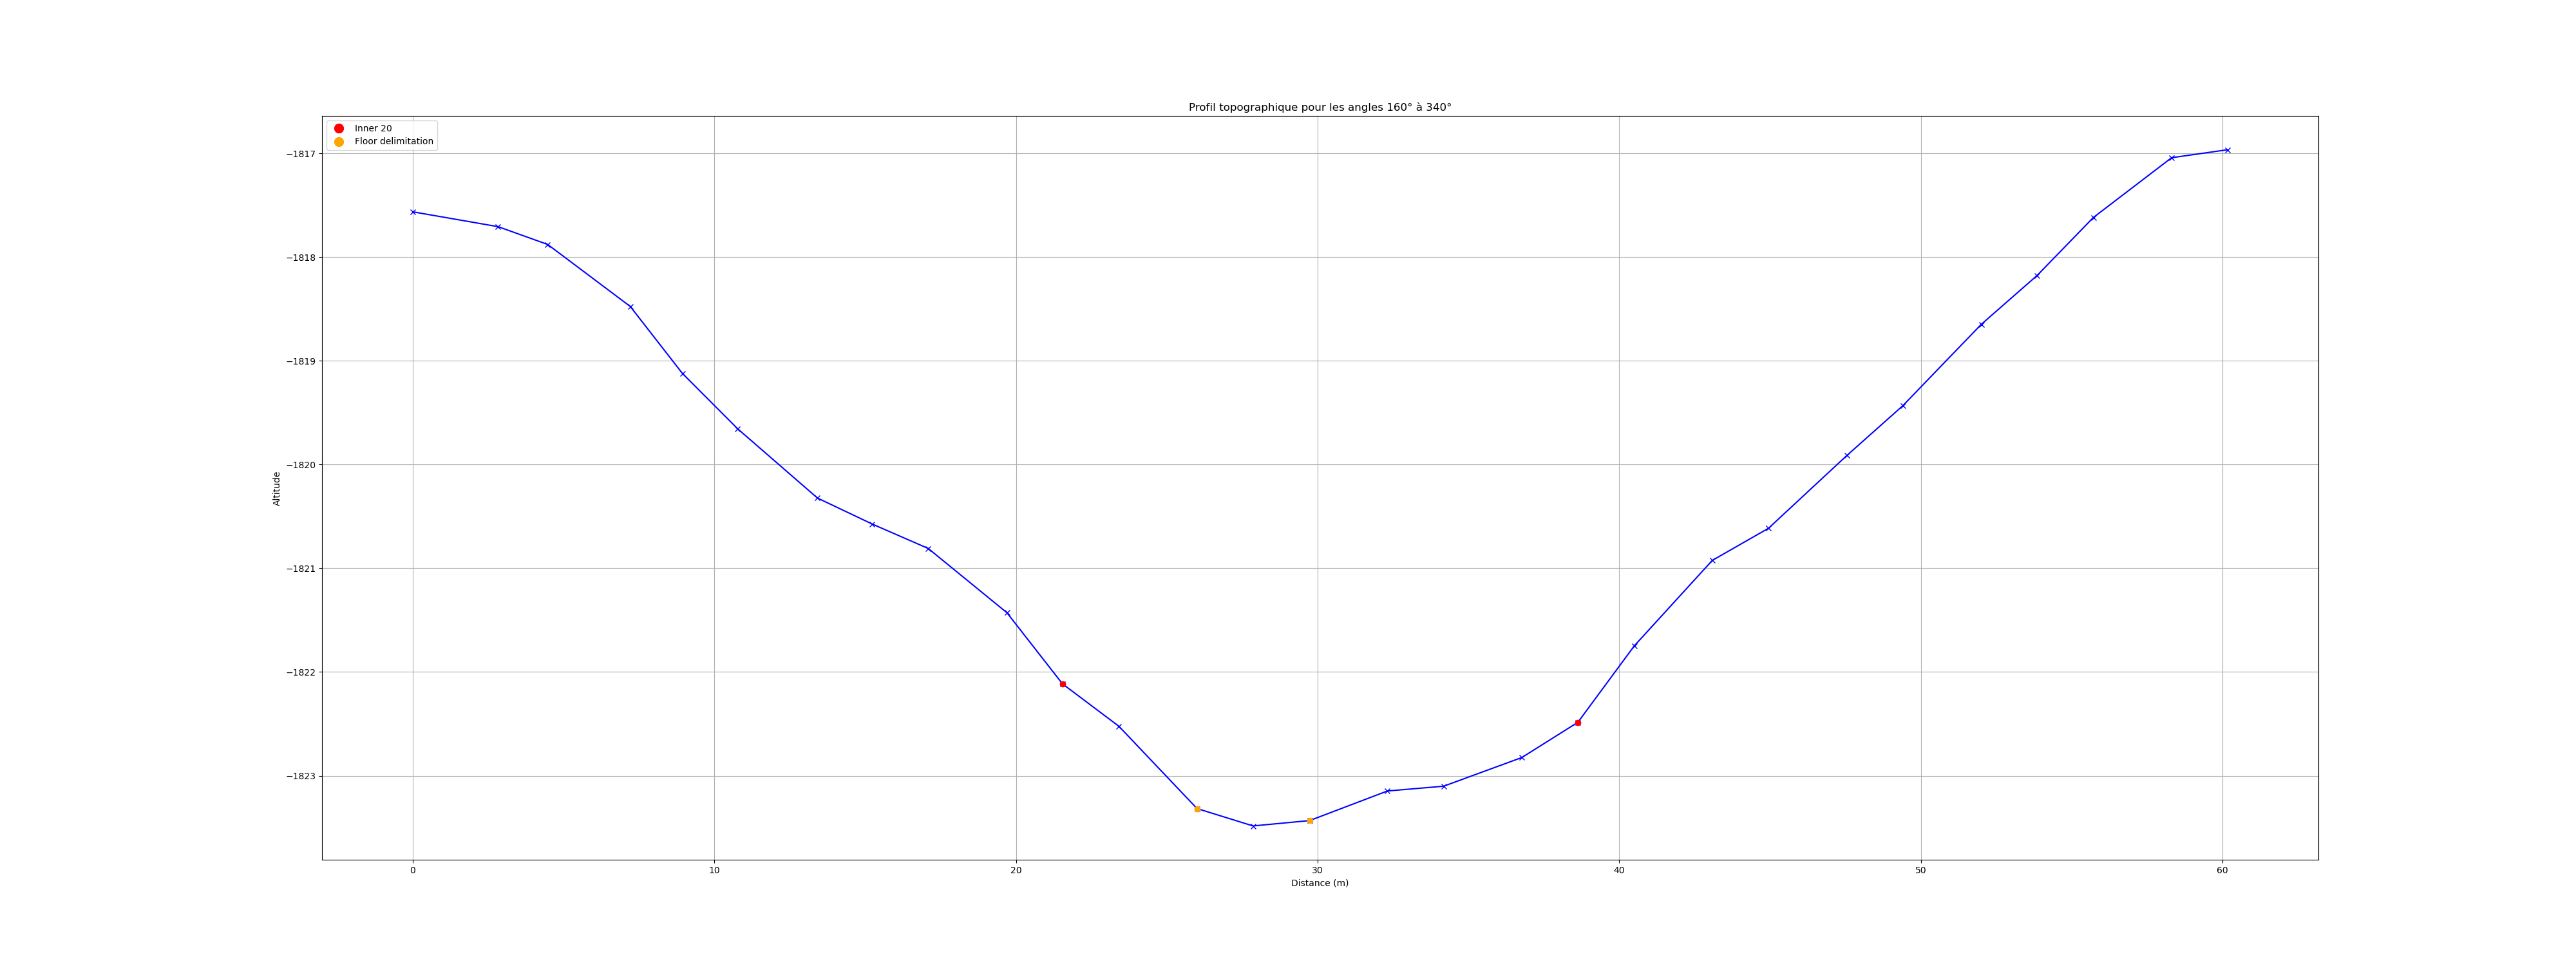 Profil topographique pour les angles 160° à 340°
Inner 20
Floor delimitation
−1817
−1818
−1819
−1820
−1821
−1822
−1823
Altitude
0 10 20 30 40 50 60
Distance (m)